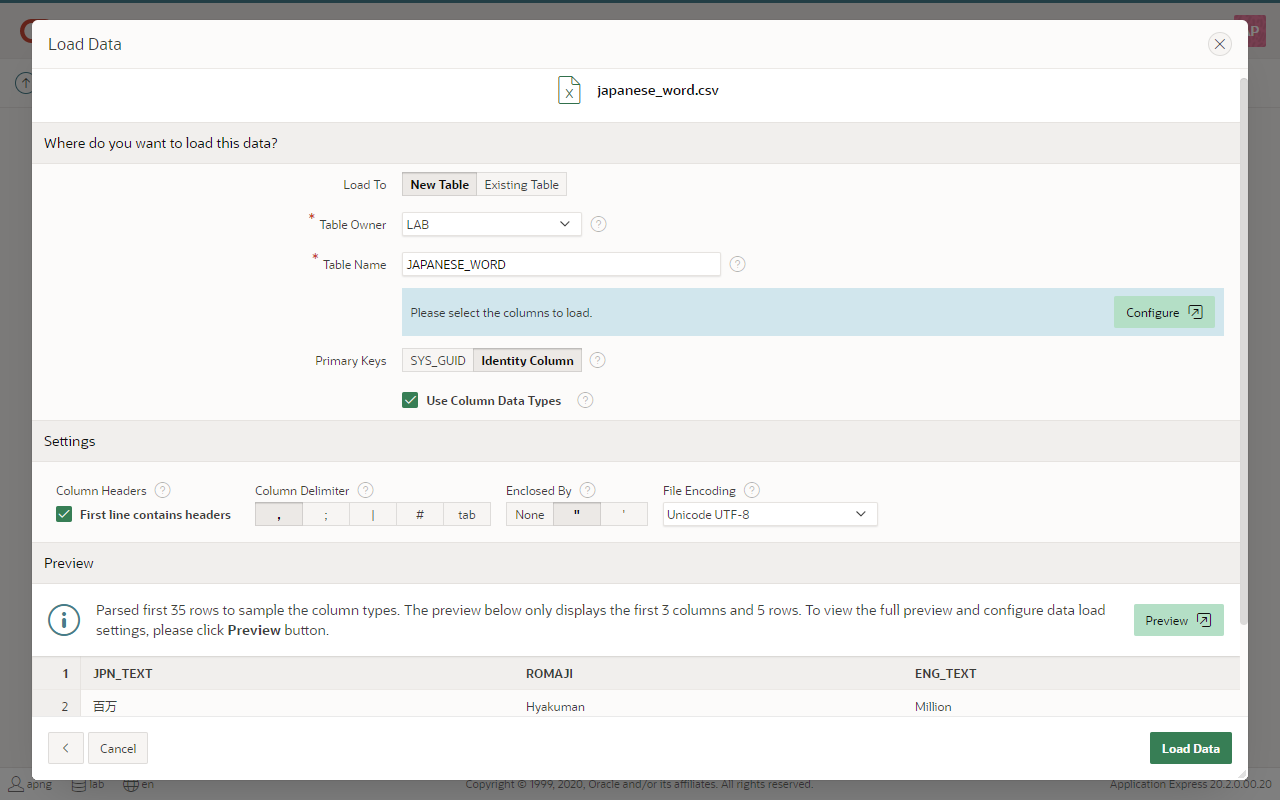 AP
Load Data
X
japanese_word.csv
Where do you want to load this data?
Load To
New Table
Existing Table
* Table Owner
LAB
?
* Table Name
JAPANESE_WORD
?
Please select the columns to load.
Configure
Primary Keys
SYS_GUID
Identity Column
?
Use Column Data Types
?
Settings
Column Headers ? Column Delimiter ? Enclosed By ? File Encoding ?
First line contains headers , ; | # tab None " ' Unicode UTF-8
Preview
Parsed first 35 rows to sample the column types. The preview below only displays the first 3 columns and 5 rows. To view the full preview and configure data load
settings, please click Preview button.
Preview
1 JPN_TEXT ROMAJI ENG_TEXT
2 百万 Hyakuman Million
Cancel
Load Data
apng lab en Copyright © 1999, 2020, Oracle and/or its affiliates. All rights reserved. Application Express 20.2.0.00.20